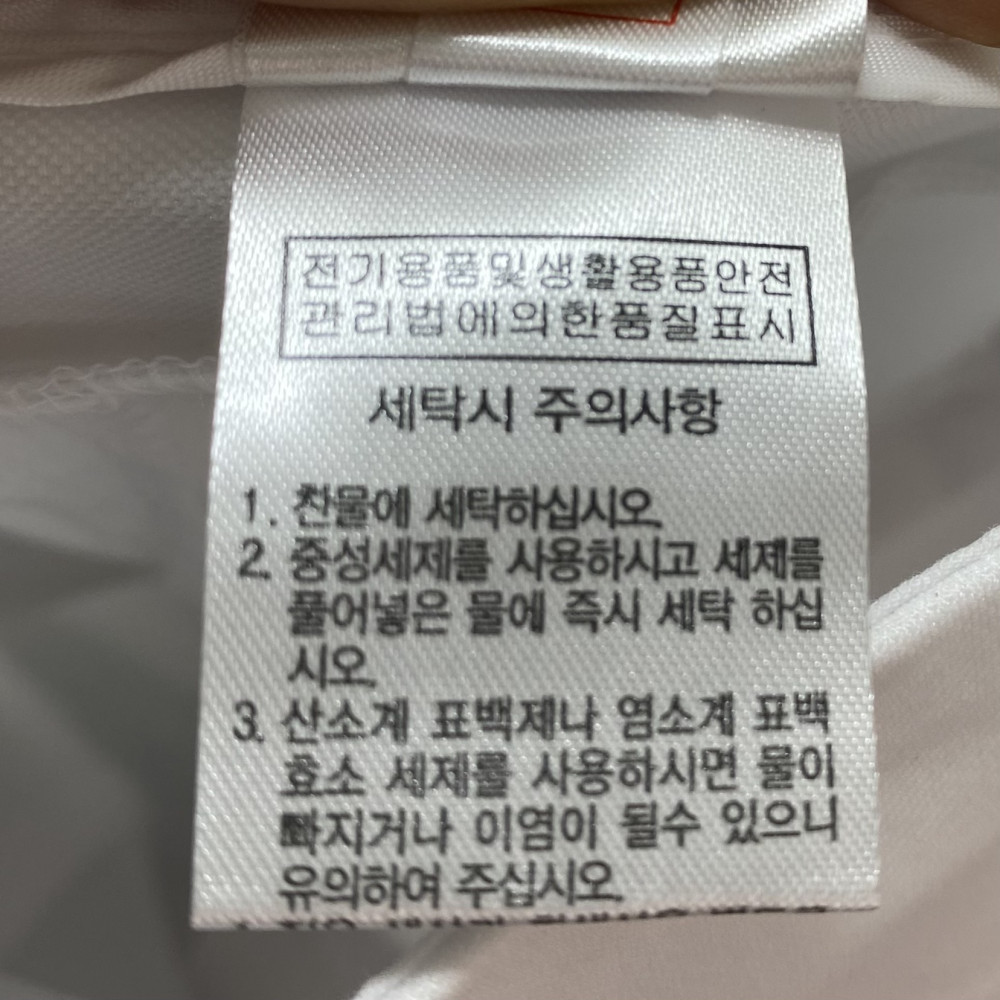 전기용품및생활용품안전
관리법에의한품질표시
세탁시 주의사항
1. 찬물에 세탁하십시오.
2. 중성세제를 사용하시고 세제를
풀어넣은 물에 즉시 세탁 하십
시오.
3. 산소계 표백제나 염소계 표백
효소 세제를 사용하시면 물이
빠지거나 이염이 될수 있으니
유의하여 주십시오.